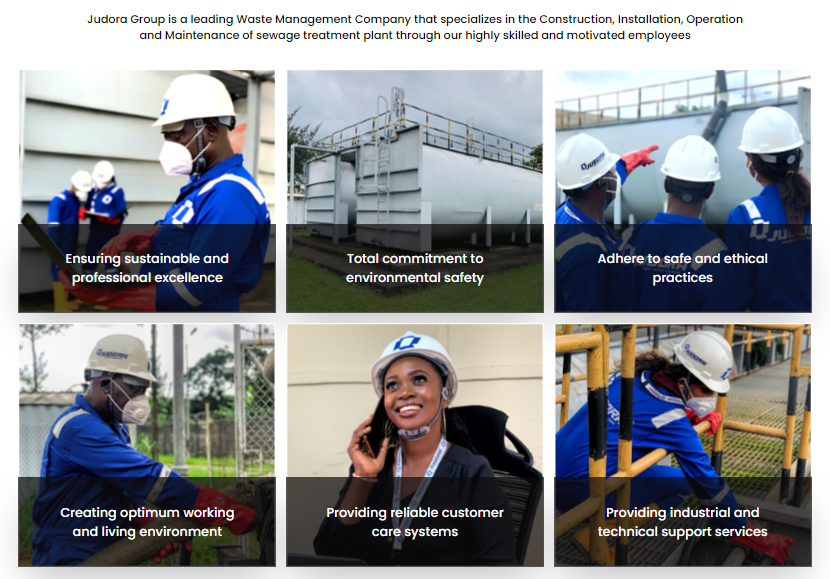 Judora Group is a leading Waste Management Company that specializes in the Construction, Installation, Operation
and Maintenance of sewage treatment plant through our highly skilled and motivated employees
Ensuring sustainable and
professional excellence
Total commitment to
environmental safety
Adhere to safe and ethical
practices
Creating optimum working
and living environment
Providing reliable customer
care systems
Providing industrial and
technical support services